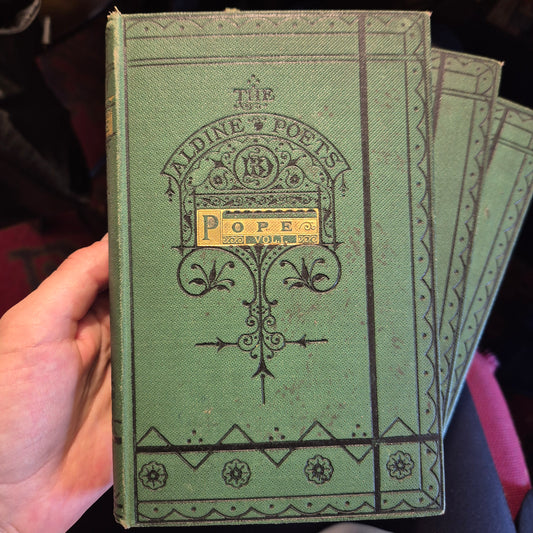 THE
ALDINE POETS
POPE
VOL. I.